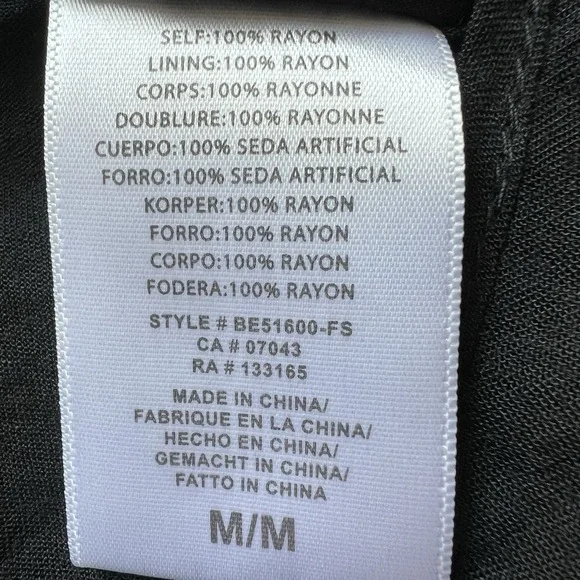 SELF:100% RAYON
LINING:100% RAYON
CORPS:100% RAYONNE
DOUBLURE:100% RAYONNE
CUERPO:100% SEDA ARTIFICIAL
FORRO:100% SEDA ARTIFICIAL
KORPER:100% RAYON
FORRO:100% RAYON
CORPO:100% RAYON
FODERA:100% RAYON
STYLE # BE51600-FS
CA # 07043
RA # 133165
MADE IN CHINA/
FABRIQUE EN LA CHINA/
HECHO EN CHINA/
GEMACHT IN CHINA/
FATTO IN CHINA
M/M